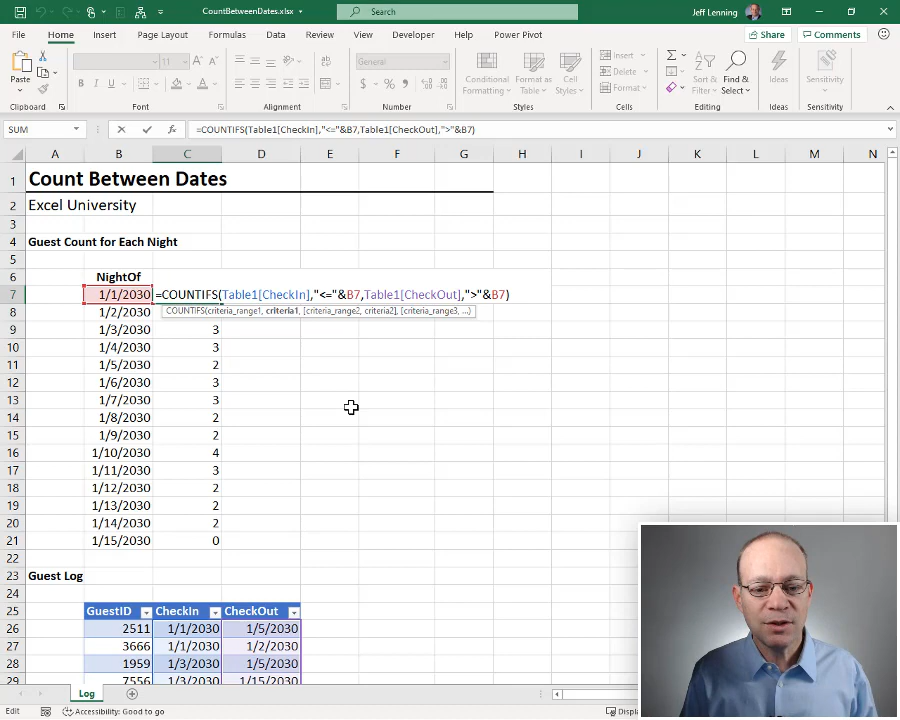 CountBetweenDates.xlsx
Search
Jeff Lenning
File Home Insert Page Layout Formulas Data Review View Developer Help Power Pivot Share Comments
Paste
Clipboard
11
B I U
Font
Alignment
General
$ % 9
Number
Conditional Formatting
Format as Table
Cell Styles
Styles
Insert
Delete
Format
Cells
Sort & Filter
Find & Select
Editing
Ideas
Ideas
Sensitivity
Sensitivity
SUM =COUNTIFS(Table1[CheckIn],"<="&B7,Table1[CheckOut],">"&B7)
A B C D E F G H I J K L M N
1 Count Between Dates
2 Excel University
3
4 Guest Count for Each Night
5
6 NightOf
7 1/1/2030 =COUNTIFS(Table1[CheckIn],"<="&B7,Table1[CheckOut],">"&B7)
8 1/2/2030 COUNTIFS(criteria_range1, criteria1, [criteria_range2, criteria2], [criteria_range3, ...)
9 1/3/2030 3
10 1/4/2030 3
11 1/5/2030 2
12 1/6/2030 3
13 1/7/2030 3
14 1/8/2030 2
15 1/9/2030 2
16 1/10/2030 4
17 1/11/2030 3
18 1/12/2030 2
19 1/13/2030 2
20 1/14/2030 2
21 1/15/2030 0
22
23 Guest Log
24
25 GuestID CheckIn CheckOut
26 2511 1/1/2030 1/5/2030
27 3666 1/1/2030 1/2/2030
28 1959 1/3/2030 1/5/2030
29 7556 1/3/2030 1/15/2030
Log
Edit Accessibility: Good to go Displa